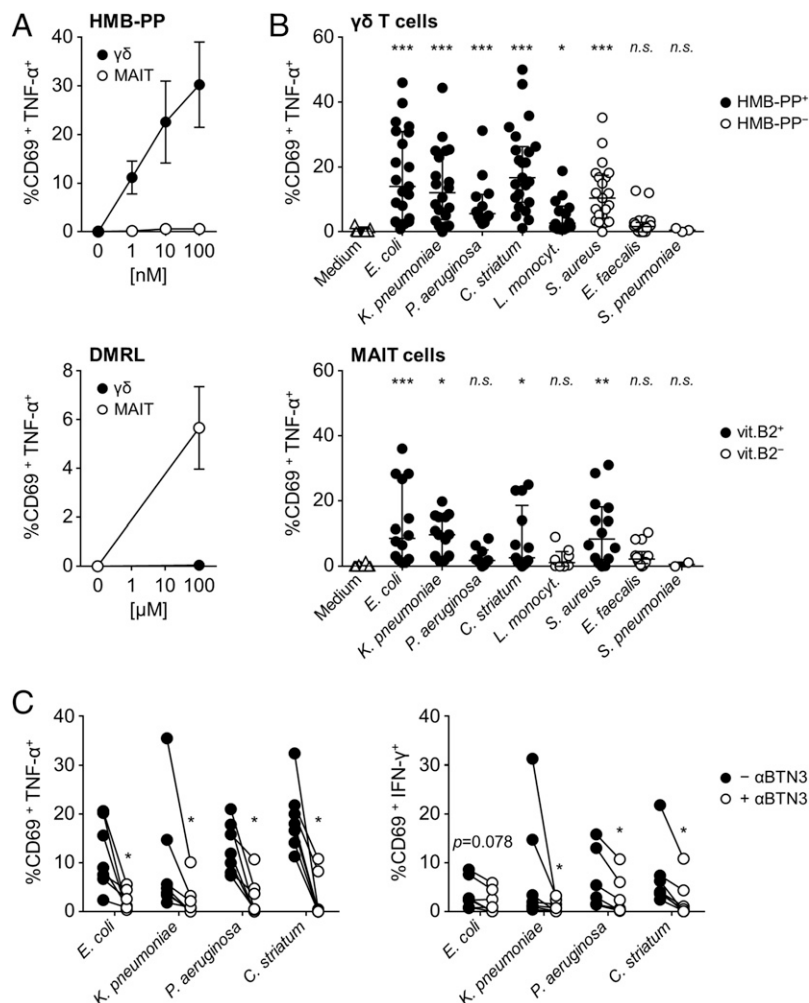 A
HMB-PP
γδ
MAIT
%CD69⁺ TNF-α⁺
40
30
20
10
0
0 1 10 100
[nM]
DMRL
γδ
MAIT
%CD69⁺ TNF-α⁺
8
6
4
2
0
0 1 10 100
[µM]
B
γδ T cells
%CD69⁺ TNF-α⁺
60
40
20
0
*** *** *** *** * *** n.s. n.s.
HMB-PP⁺
HMB-PP⁻
Medium
E. coli
K. pneumoniae
P. aeruginosa
C. striatum
L. monocyt.
S. aureus
E. faecalis
S. pneumoniae
MAIT cells
%CD69⁺ TNF-α⁺
60
40
20
0
*** * n.s. * n.s. ** n.s. n.s.
vit.B2⁺
vit.B2⁻
Medium
E. coli
K. pneumoniae
P. aeruginosa
C. striatum
L. monocyt.
S. aureus
E. faecalis
S. pneumoniae
C
%CD69⁺ TNF-α⁺
40
30
20
10
0
* * * *
E. coli
K. pneumoniae
P. aeruginosa
C. striatum
%CD69⁺ IFN-γ⁺
40
30
20
10
0
p=0.078 * * *
E. coli
K. pneumoniae
P. aeruginosa
C. striatum
− αBTN3
+ αBTN3